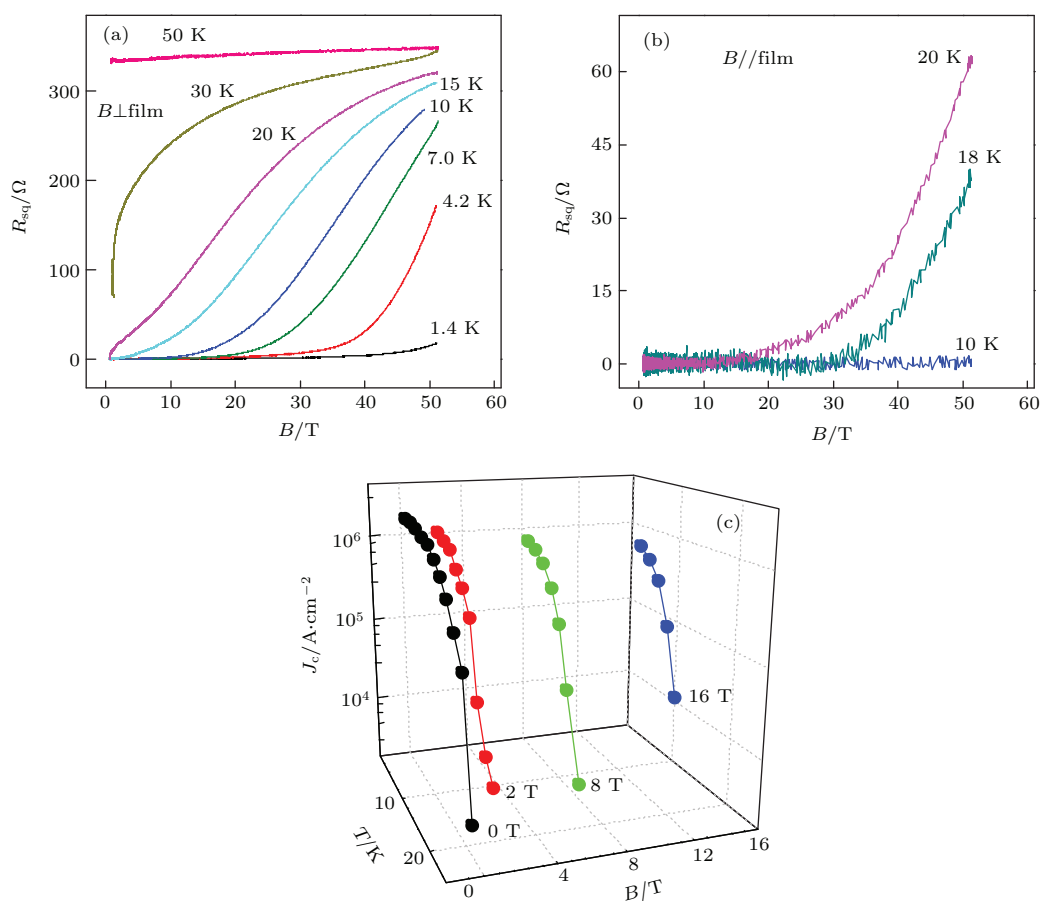 (a)
50 K
30 K
B⊥film
20 K
15 K
10 K
7.0 K
4.2 K
1.4 K
300
200
100
0
R_sq/Ω
0 10 20 30 40 50 60
B/T
(b)
B//film
20 K
18 K
10 K
60
45
30
15
0
R_sq/Ω
0 10 20 30 40 50 60
B/T
(c)
10^6
10^5
10^4
J_c/A·cm^−2
16 T
8 T
2 T
0 T
10
20
T/K
0 4 8 12 16
B/T